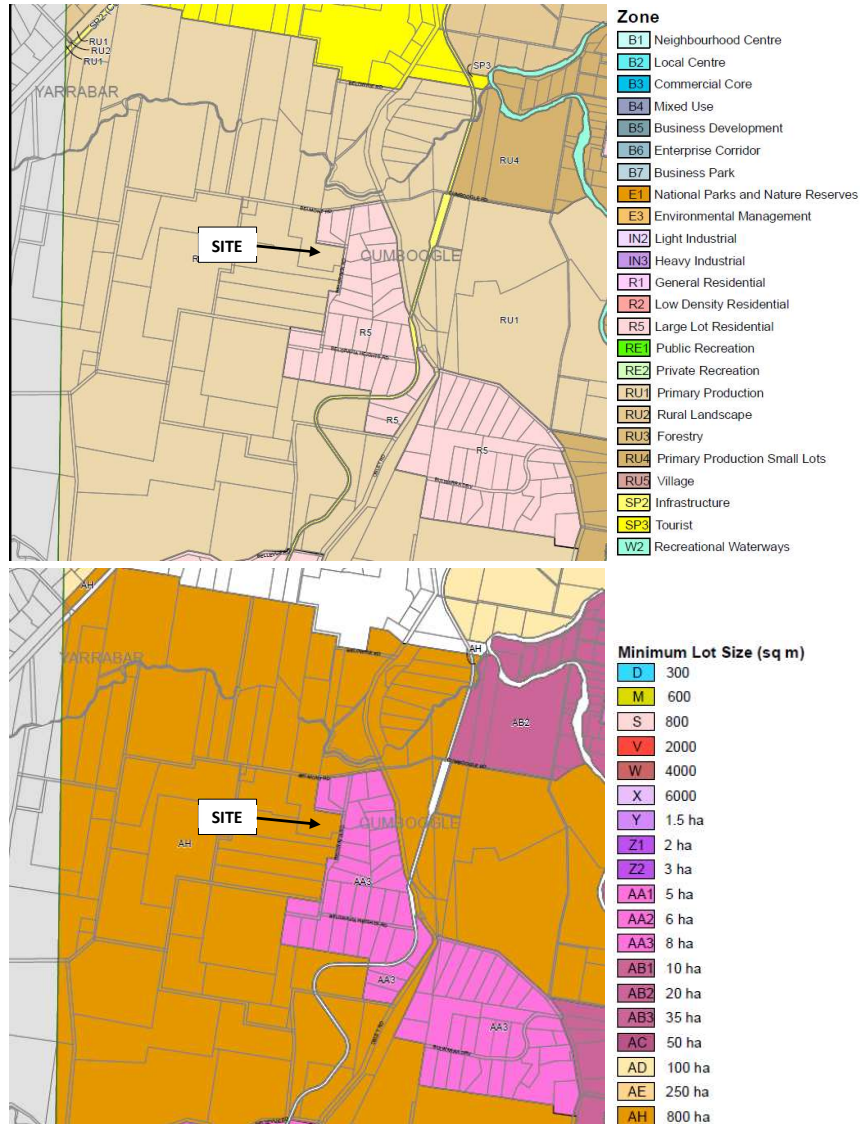 Zone
B1 Neighbourhood Centre
B2 Local Centre
B3 Commercial Core
B4 Mixed Use
B5 Business Development
B6 Enterprise Corridor
B7 Business Park
E1 National Parks and Nature Reserves
E3 Environmental Management
IN2 Light Industrial
IN3 Heavy Industrial
R1 General Residential
R2 Low Density Residential
R5 Large Lot Residential
RE1 Public Recreation
RE2 Private Recreation
RU1 Primary Production
RU2 Rural Landscape
RU3 Forestry
RU4 Primary Production Small Lots
RU5 Village
SP2 Infrastructure
SP3 Tourist
W2 Recreational Waterways
RU1
RU2
RU1
YARRABAR
SP3
RU4
BELMONT RD
SITE
CUMBOOGLE
RU1
R5
R5
R5
Minimum Lot Size (sq m)
D 300
M 600
S 800
V 2000
W 4000
X 6000
Y 1.5 ha
Z1 2 ha
Z2 3 ha
AA1 5 ha
AA2 6 ha
AA3 8 ha
AB1 10 ha
AB2 20 ha
AB3 35 ha
AC 50 ha
AD 100 ha
AE 250 ha
AH 800 ha
AH
YARRABAR
AH
AB2
BELMONT RD
SITE
CUMBOOGLE
AH
AA3
AA3
AA3